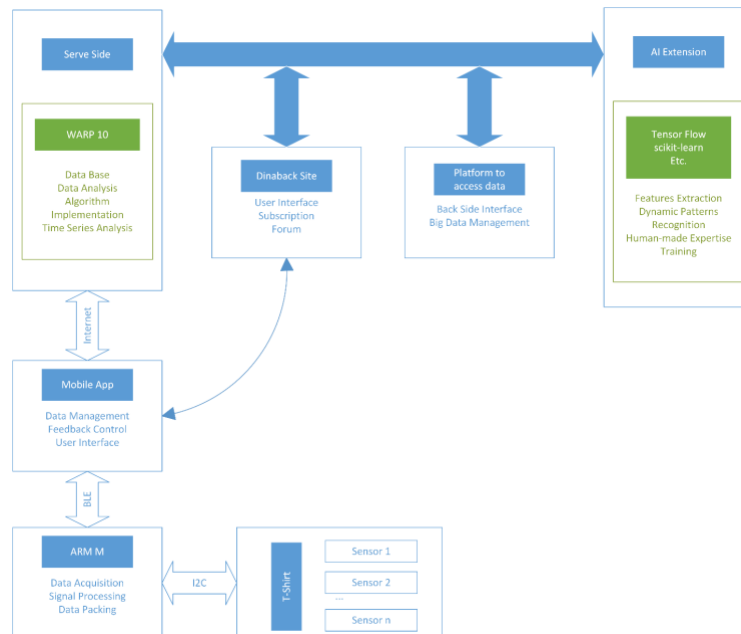 Serve Side
AI Extension
WARP 10
Data Base
Data Analysis
Algorithm
Implementation
Time Series Analysis
Dinaback Site
User Interface
Subscription
Forum
Platform to
access data
Back Side Interface
Big Data Management
Tensor Flow
scikit-learn
Etc.
Features Extraction
Dynamic Patterns
Recognition
Human-made Expertise
Training
Internet
Mobile App
Data Management
Feedback Control
User Interface
BLE
ARM M
Data Acquisition
Signal Processing
Data Packing
I2C
T-Shirt
Sensor 1
Sensor 2
...
Sensor n